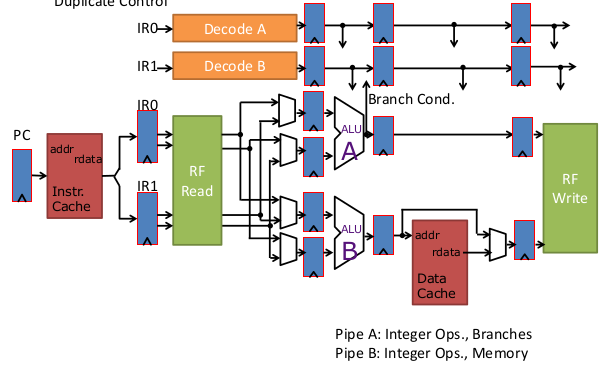 Duplicate Control
IR0
Decode A
IR1
Decode B
IR0
Branch Cond.
PC
addr
rdata
Instr.
Cache
RF
Read
ALU
A
RF
Write
IR1
ALU
B
addr
rdata
Data
Cache
Pipe A: Integer Ops., Branches
Pipe B: Integer Ops., Memory